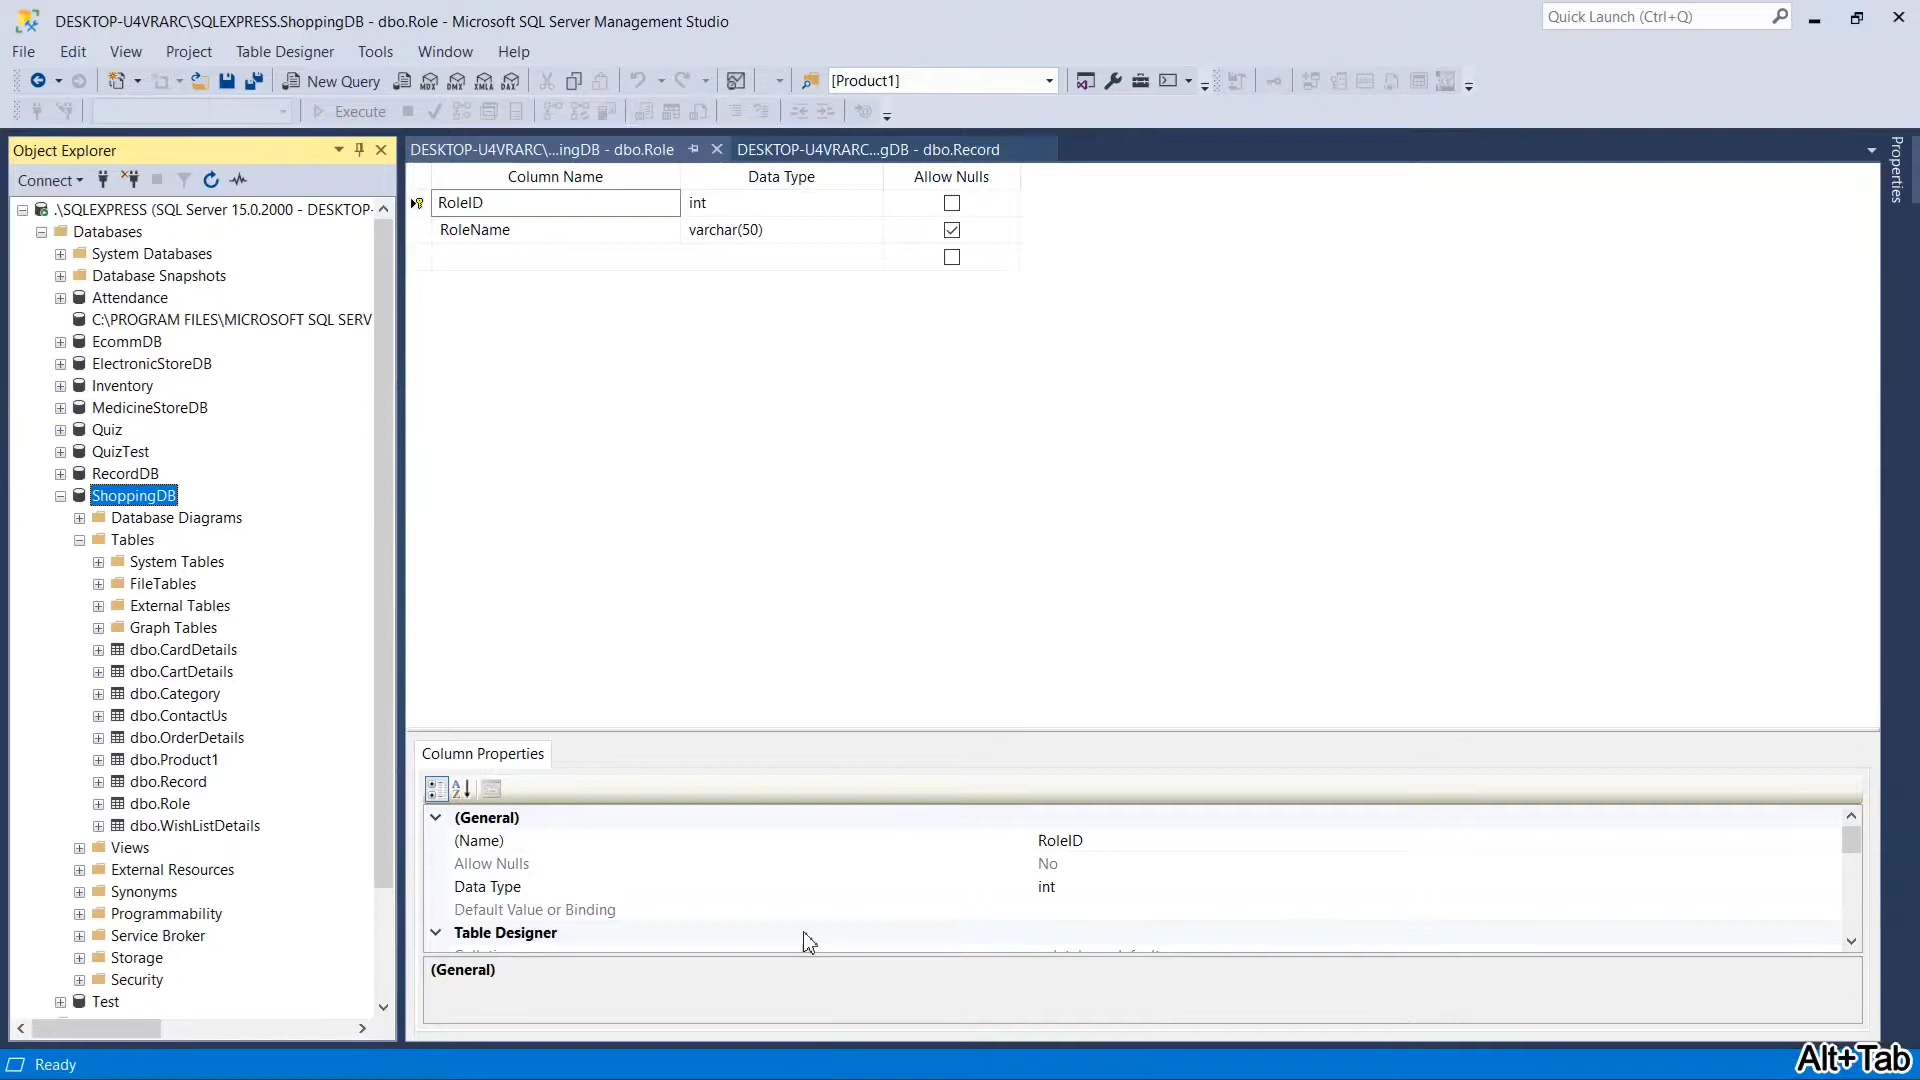 DESKTOP-U4VRARC\SQLEXPRESS.ShoppingDB - dbo.Role - Microsoft SQL Server Management Studio
Quick Launch (Ctrl+Q)
File Edit View Project Table Designer Tools Window Help
New Query MDX DMX XMLA DAX [Product1]
Execute
Object Explorer
Connect
.\SQLEXPRESS (SQL Server 15.0.2000 - DESKTOP-
Databases
System Databases
Database Snapshots
Attendance
C:\PROGRAM FILES\MICROSOFT SQL SERV
EcommDB
ElectronicStoreDB
Inventory
MedicineStoreDB
Quiz
QuizTest
RecordDB
ShoppingDB
Database Diagrams
Tables
System Tables
FileTables
External Tables
Graph Tables
dbo.CardDetails
dbo.CartDetails
dbo.Category
dbo.ContactUs
dbo.OrderDetails
dbo.Product1
dbo.Record
dbo.Role
dbo.WishListDetails
Views
External Resources
Synonyms
Programmability
Service Broker
Storage
Security
Test
DESKTOP-U4VRARC\...ingDB - dbo.Role
DESKTOP-U4VRARC...gDB - dbo.Record
Column Name Data Type Allow Nulls
RoleID int
RoleName varchar(50)
Column Properties
(General)
(Name) RoleID
Allow Nulls No
Data Type int
Default Value or Binding
Table Designer
(General)
Properties
Ready
Alt+Tab